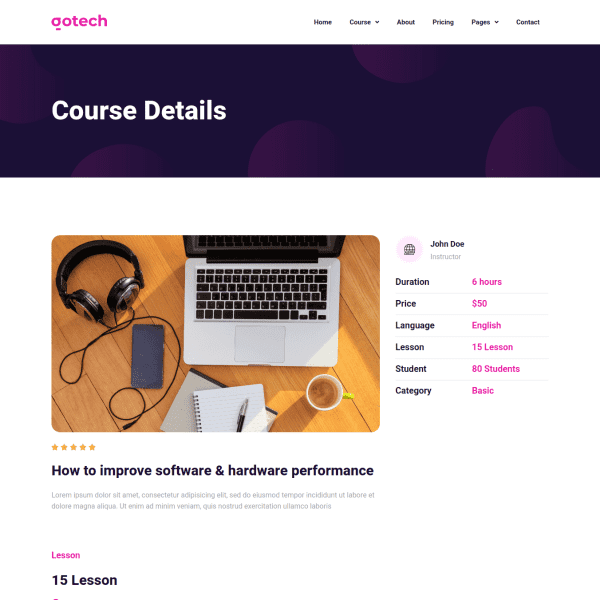 gotech
Home Course About Pricing Pages Contact
Course Details
John Doe
Instructor
Duration 6 hours
Price $50
Language English
Lesson 15 Lesson
Student 80 Students
Category Basic
How to improve software & hardware performance
Lorem ipsum dolor sit amet, consectetur adipisicing elit, sed do eiusmod tempor incididunt ut labore et
dolore magna aliqua. Ut enim ad minim veniam, quis nostrud exercitation ullamco laboris
Lesson
15 Lesson